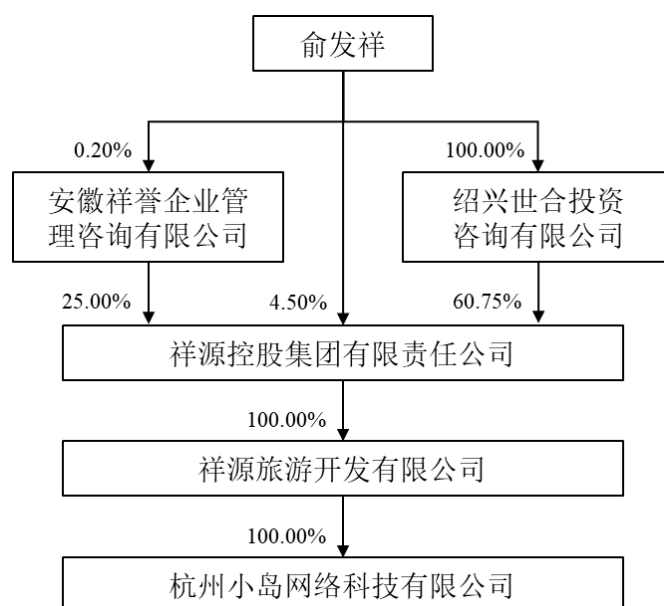 俞发祥
0.20%
100.00%
安徽祥誉企业管
理咨询有限公司
绍兴世合投资
咨询有限公司
25.00%
4.50%
60.75%
祥源控股集团有限责任公司
100.00%
祥源旅游开发有限公司
100.00%
杭州小岛网络科技有限公司